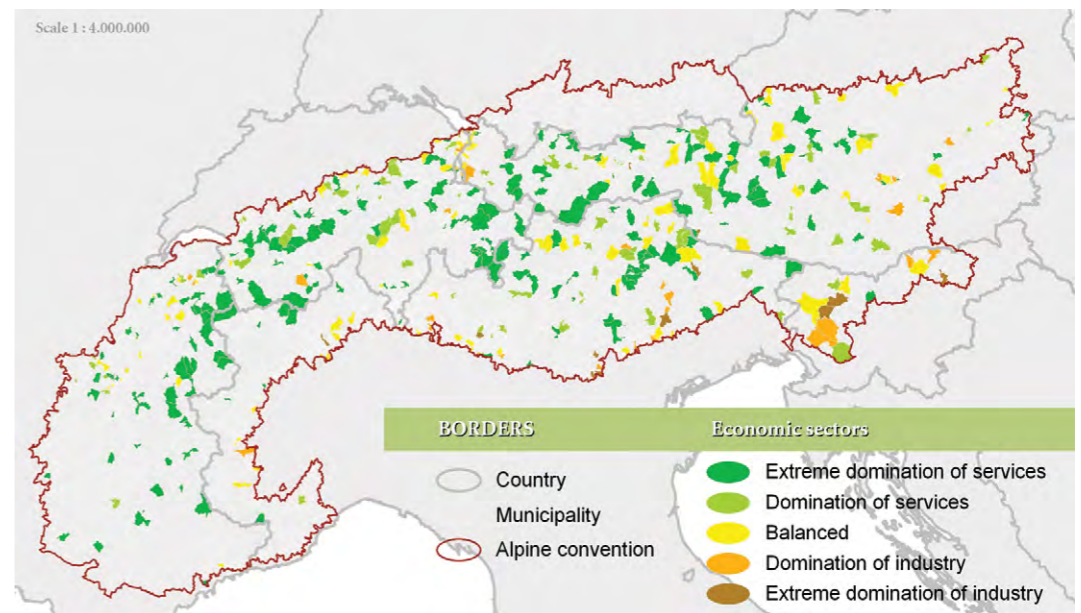 Scale 1 : 4.000.000
BORDERS
Country
Municipality
Alpine convention
Economic sectors
Extreme domination of services
Domination of services
Balanced
Domination of industry
Extreme domination of industry